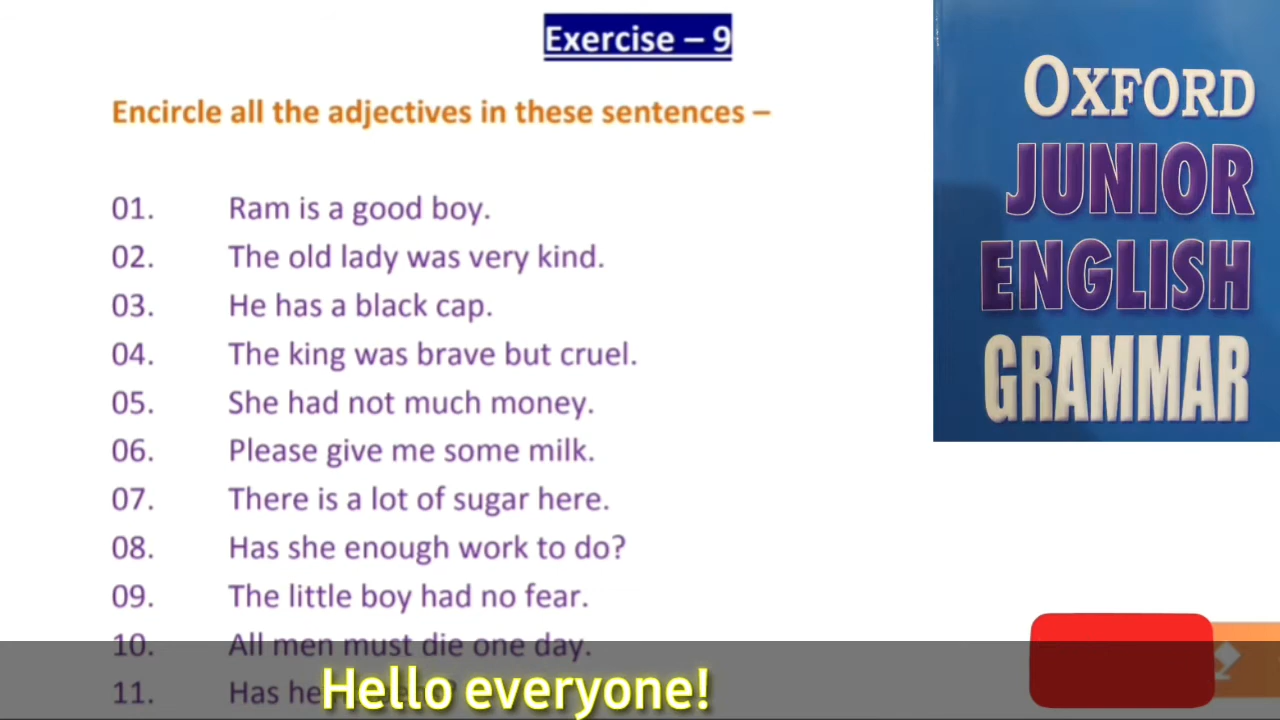 Exercise – 9
Encircle all the adjectives in these sentences –
01. Ram is a good boy.
02. The old lady was very kind.
03. He has a black cap.
04. The king was brave but cruel.
05. She had not much money.
06. Please give me some milk.
07. There is a lot of sugar here.
08. Has she enough work to do?
09. The little boy had no fear.
10. All men must die one day.
11. Has he
Hello everyone!
OXFORD
JUNIOR
ENGLISH
GRAMMAR